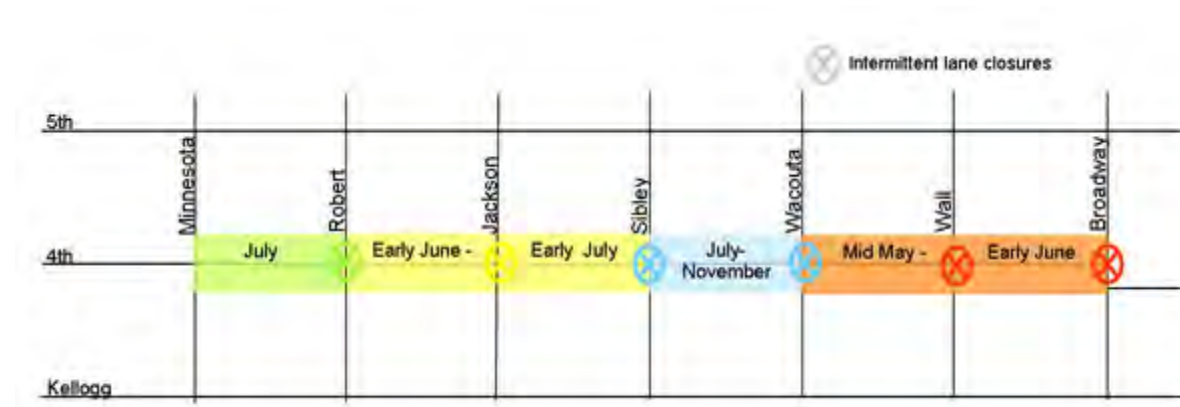 Intermittent lane closures
5th
Minnesota
Robert
Jackson
Sibley
Wacouta
Wall
Broadway
4th
July
Early June -
Early July
July-
November
Mid May -
Early June
Kellogg